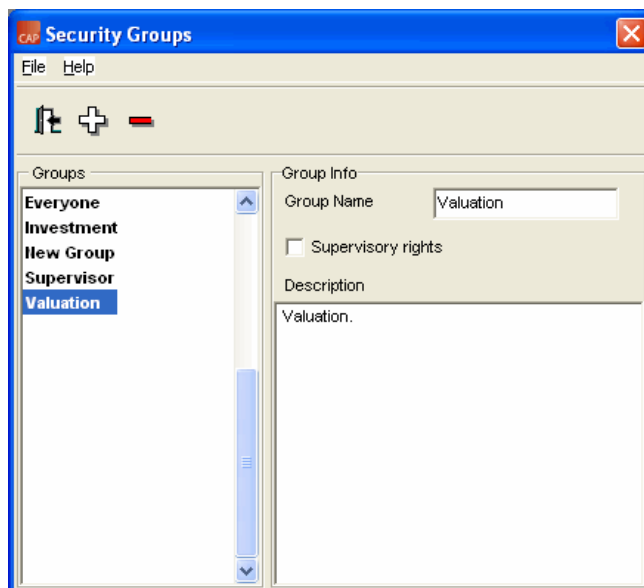 CAP Security Groups
File Help
Groups
Everyone
Investment
New Group
Supervisor
Valuation
Group Info
Group Name Valuation
Supervisory rights
Description
Valuation.